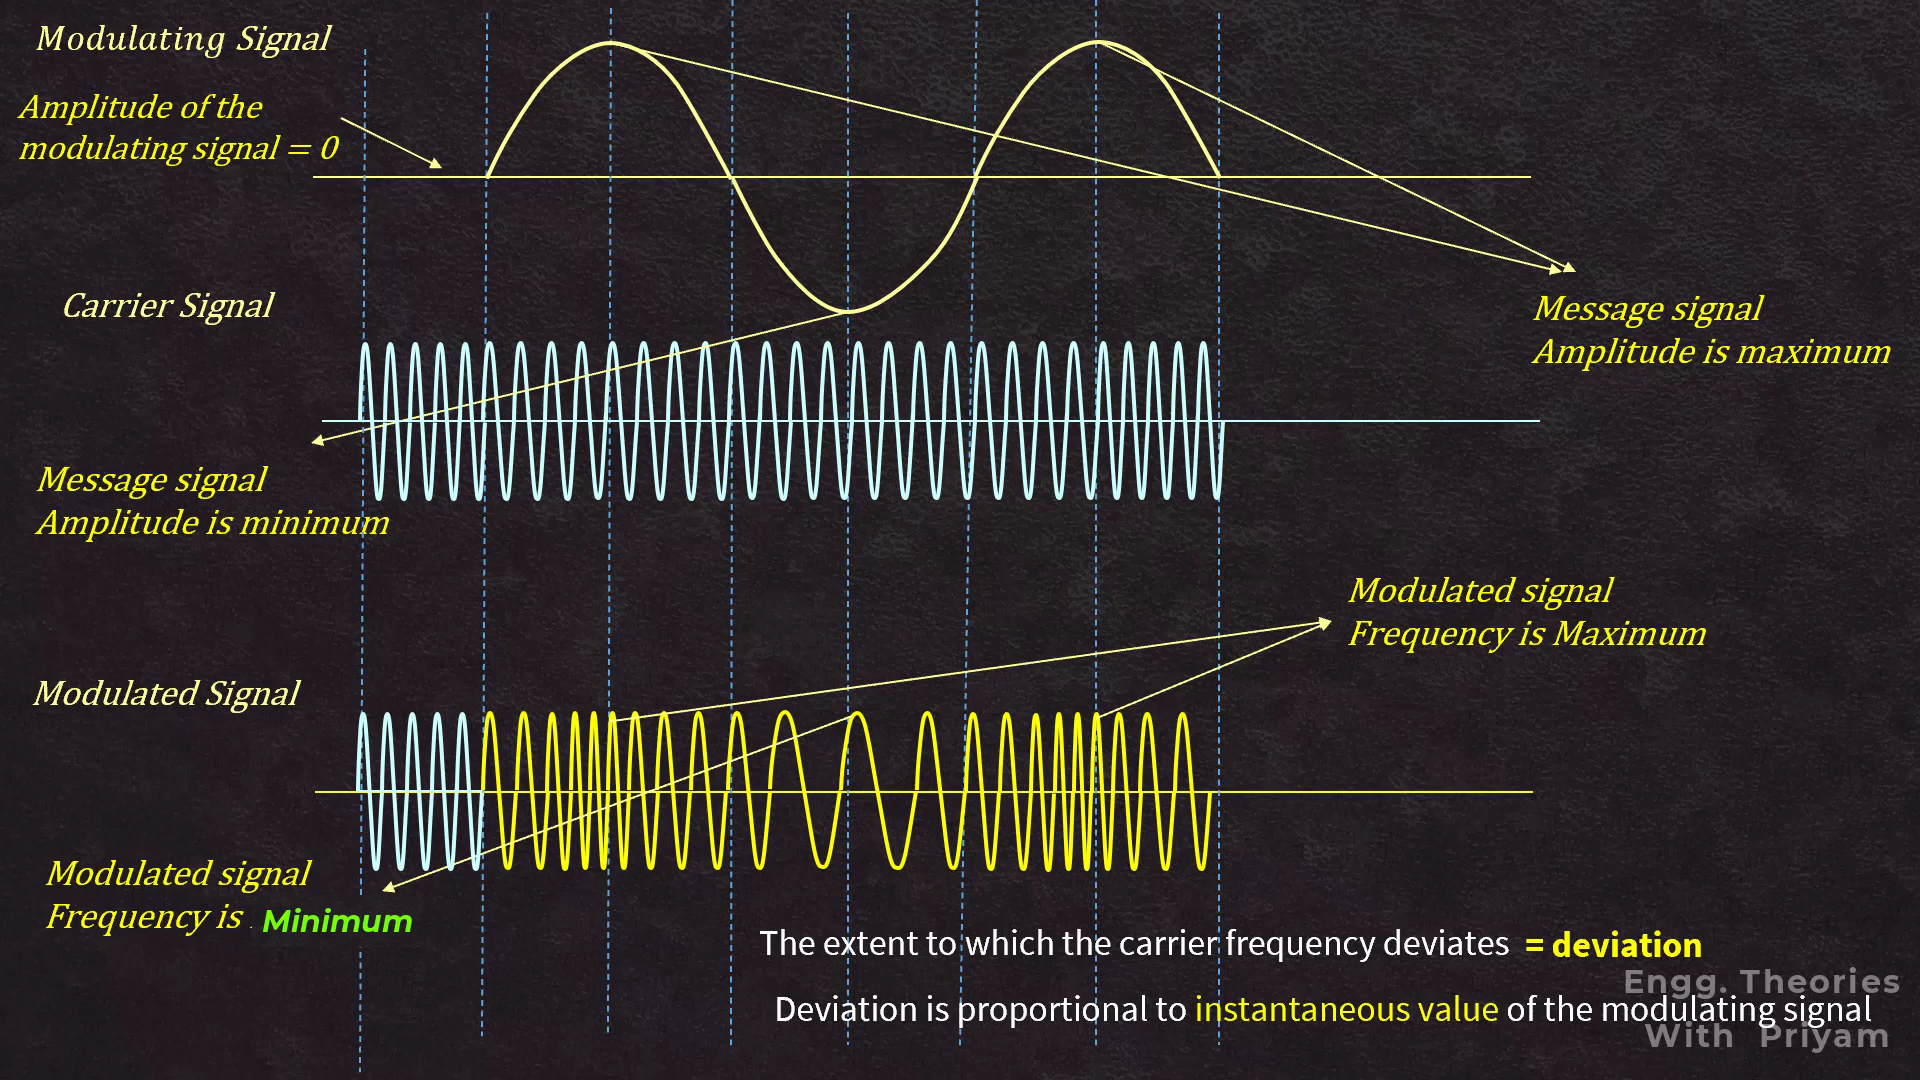 Modulating Signal
Amplitude of the
modulating signal = 0
Carrier Signal
Message signal
Amplitude is maximum
Message signal
Amplitude is minimum
Modulated signal
Frequency is Maximum
Modulated Signal
Modulated signal
Frequency is . Minimum
The extent to which the carrier frequency deviates = deviation
Engg. Theories
Deviation is proportional to instantaneous value of the modulating signal
With Priyam